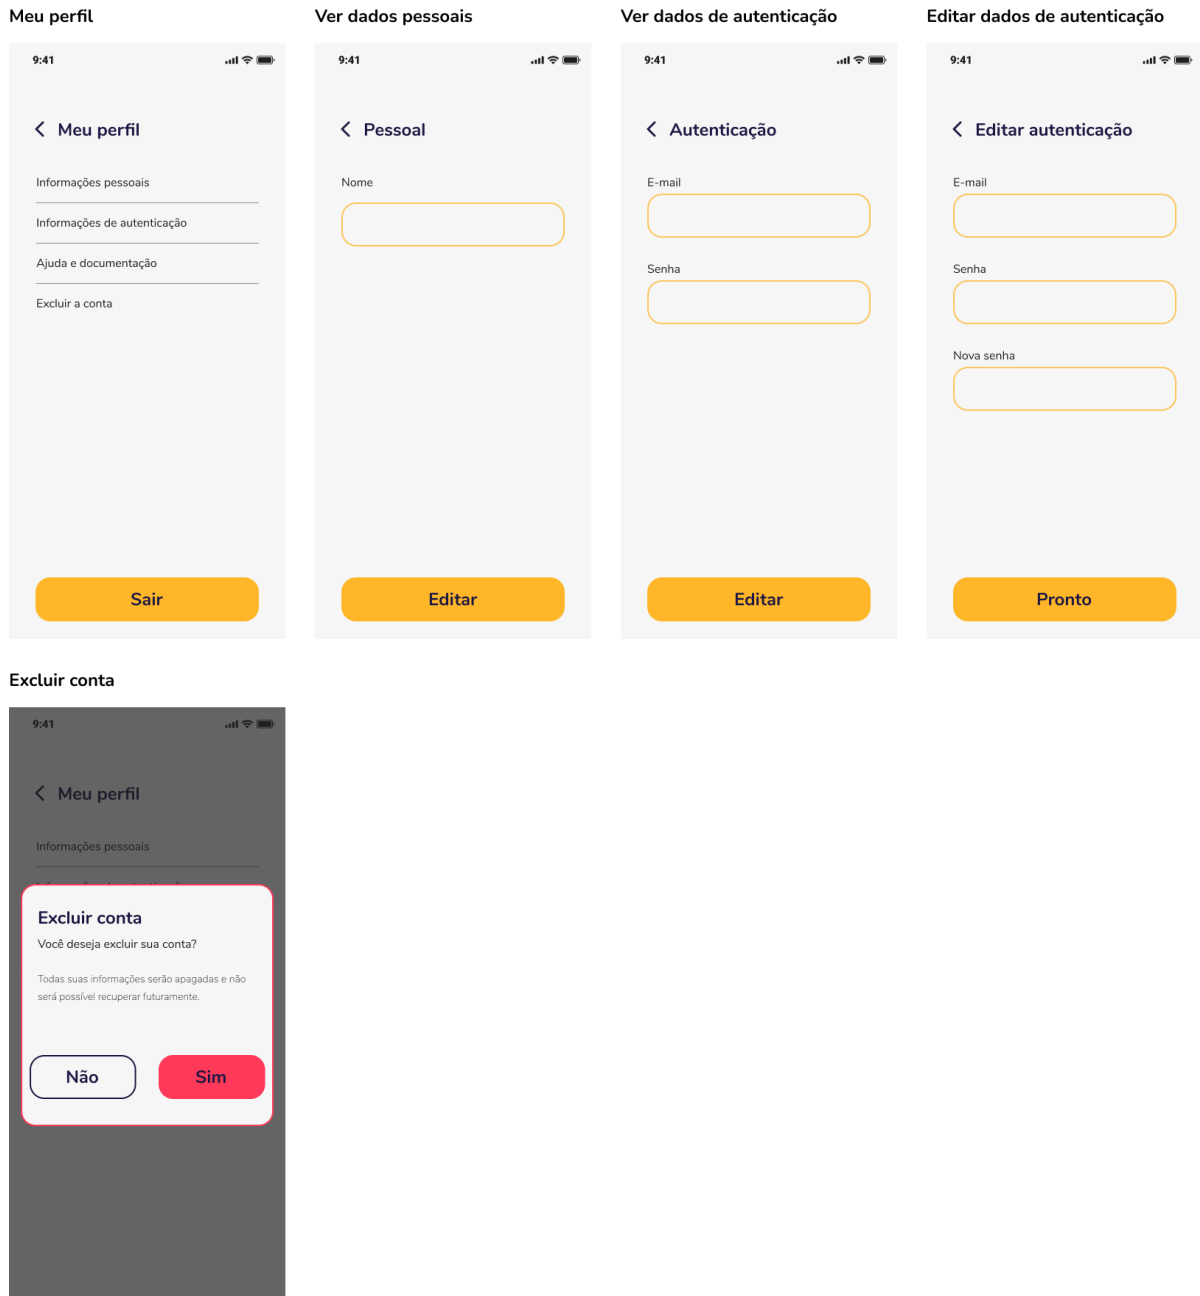 Meu perfil
9:41
Meu perfil
Informações pessoais
Informações de autenticação
Ajuda e documentação
Excluir a conta
Sair
Ver dados pessoais
9:41
Pessoal
Nome
Editar
Ver dados de autenticação
9:41
Autenticação
E-mail
Senha
Editar
Editar dados de autenticação
9:41
Editar autenticação
E-mail
Senha
Nova senha
Pronto
Excluir conta
9:41
Meu perfil
Informações pessoais
Excluir conta
Você deseja excluir sua conta?
Todas suas informações serão apagadas e não
será possível recuperar futuramente.
Não
Sim